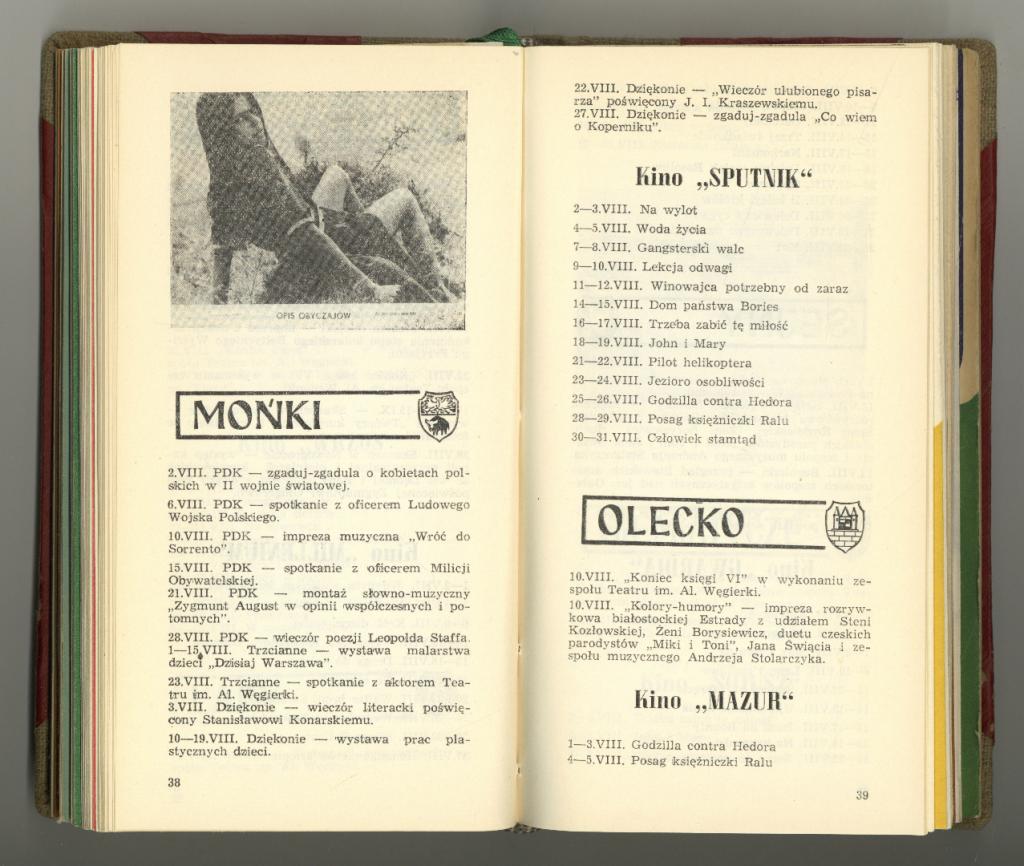 OPIS OBYCZAJÓW
MOŃKI
2.VIII. PDK — zgaduj-zgadula o kobietach pol-
skich w II wojnie światowej.
6.VIII. PDK — spotkanie z oficerem Ludowego
Wojska Polskiego.
10.VIII. PDK — impreza muzyczna „Wróć do
Sorrento”.
15.VIII. PDK — spotkanie z oficerem Milicji
Obywatelskiej.
21.VIII. PDK — montaż słowno-muzyczny
„Zygmunt August w opinii współczesnych i po-
tomnych”.
28.VIII. PDK — wieczór poezji Leopolda Staffa.
1—15.VIII. Trzcianne — wystawa malarstwa
dzieci „Dzisiaj Warszawa”.
23.VIII. Trzcianne — spotkanie z aktorem Tea-
tru im. Al. Węgierki.
3.VIII. Dziękonie — wieczór literacki poświę-
cony Stanisławowi Konarskiemu.
10—19.VIII. Dziękonie — wystawa prac pla-
stycznych dzieci.
38
22.VIII. Dziękonie — „Wieczór ulubionego pisa-
rza” poświęcony J. I. Kraszewskiemu.
27.VIII. Dziękonie — zgaduj-zgadula „Co wiem
o Koperniku”.
Kino „SPUTNIK“
2—3.VIII. Na wylot
4—5.VIII. Woda życia
7—8.VIII. Gangsterski walc
9—10.VIII. Lekcja odwagi
11—12.VIII. Winowajca potrzebny od zaraz
14—15.VIII. Dom państwa Bories
16—17.VIII. Trzeba zabić tę miłość
18—19.VIII. John i Mary
21—22.VIII. Pilot helikoptera
23—24.VIII. Jezioro osobliwości
25—26.VIII. Godzilla contra Hedora
28—29.VIII. Posag księżniczki Ralu
30—31.VIII. Człowiek stamtąd
OLECKO
10.VIII. „Koniec księgi VI” w wykonaniu ze-
społu Teatru im. Al. Węgierki.
10.VIII. „Kolory-humory” — impreza rozryw-
kowa białostockiej Estrady z udziałem Steni
Kozłowskiej, Żeni Borysiewicz, duetu czeskich
parodystów „Miki i Toni”, Jana Święcia i ze-
społu muzycznego Andrzeja Stolarczyka.
Kino „MAZUR“
1—3.VIII. Godzilla contra Hedora
4—5.VIII. Posag księżniczki Ralu
39